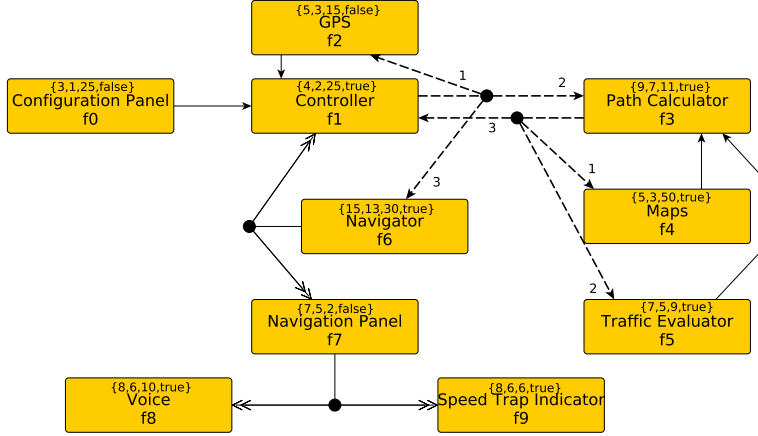 {5,3,15,false}
GPS
f2
{3,1,25,false}
Configuration Panel
f0
{4,2,25,true}
Controller
f1
1
2
3
3
{9,7,11,true}
Path Calculator
f3
1
2
{5,3,50,true}
Maps
f4
{15,13,30,true}
Navigator
f6
{7,5,2,false}
Navigation Panel
f7
{7,5,9,true}
Traffic Evaluator
f5
{8,6,10,true}
Voice
f8
{8,6,6,true}
Speed Trap Indicator
f9